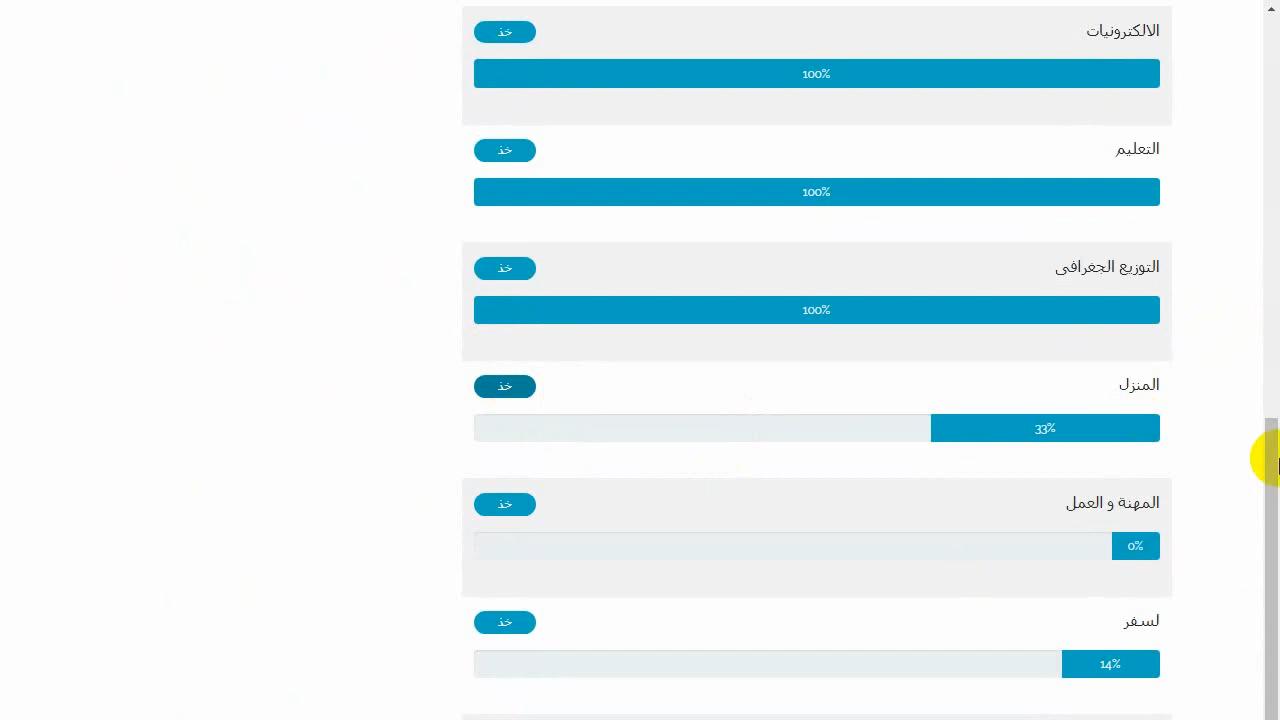 الالكترونيات
خذ
100%
التعليم
خذ
100%
التوزيع الجغرافى
خذ
100%
المنزل
خذ
33%
المهنة و العمل
خذ
0%
لسفر
خذ
14%